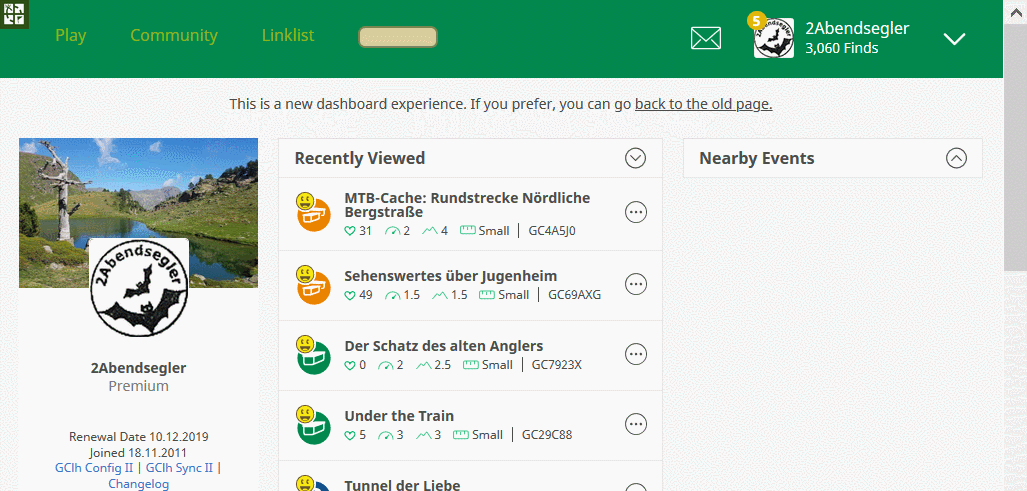 Play Community Linklist
5
2Abendsegler
3,060 Finds
This is a new dashboard experience. If you prefer, you can go back to the old page.
2Abendsegler
2Abendsegler
Premium
Renewal Date 10.12.2019
Joined 18.11.2011
GClh Config II | GClh Sync II |
Changelog
Recently Viewed
MTB-Cache: Rundstrecke Nördliche
Bergstraße
31 2 4 Small | GC4A5J0
Sehenswertes über Jugenheim
49 1.5 1.5 Small | GC69AXG
Der Schatz des alten Anglers
0 2 2.5 Small | GC7923X
Under the Train
5 3 3 Small | GC29C88
Tunnel der Liebe
Nearby Events